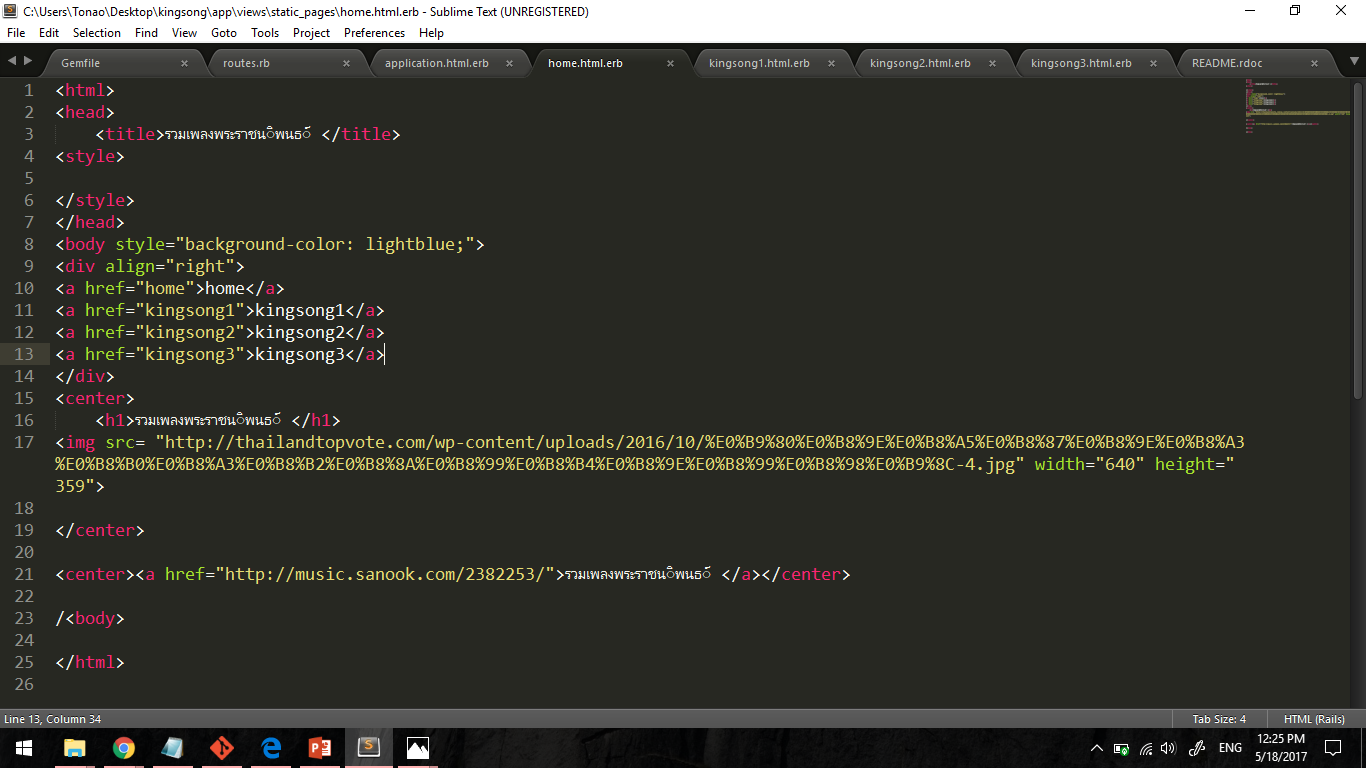 C:\Users\Tonao\Desktop\kingsong\app\views\static_pages\home.html.erb - Sublime Text (UNREGISTERED)
File Edit Selection Find View Goto Tools Project Preferences Help
Gemfile × routes.rb × application.html.erb × home.html.erb × kingsong1.html.erb × kingsong2.html.erb × kingsong3.html.erb × README.rdoc ×
1 <html>
2 <head>
3 <title>รวมเพลงพระราชนิพนธ์ </title>
4 <style>
5
6 </style>
7 </head>
8 <body style="background-color: lightblue;">
9 <div align="right">
10 <a href="home">home</a>
11 <a href="kingsong1">kingsong1</a>
12 <a href="kingsong2">kingsong2</a>
13 <a href="kingsong3">kingsong3</a>
14 </div>
15 <center>
16 <h1>รวมเพลงพระราชนิพนธ์ </h1>
17 <img src= "http://thailandtopvote.com/wp-content/uploads/2016/10/%E0%B9%80%E0%B8%9E%E0%B8%A5%E0%B8%87%E0%B8%9E%E0%B8%A3
%E0%B8%B0%E0%B8%A3%E0%B8%B2%E0%B8%8A%E0%B8%99%E0%B8%B4%E0%B8%9E%E0%B8%99%E0%B8%98%E0%B9%8C-4.jpg" width="640" height="
359">
18
19 </center>
20
21 <center><a href="http://music.sanook.com/2382253/">รวมเพลงพระราชนิพนธ์ </a></center>
22
23 /<body>
24
25 </html>
26
Line 13, Column 34 Tab Size: 4 HTML (Rails)
ENG 12:25 PM
5/18/2017